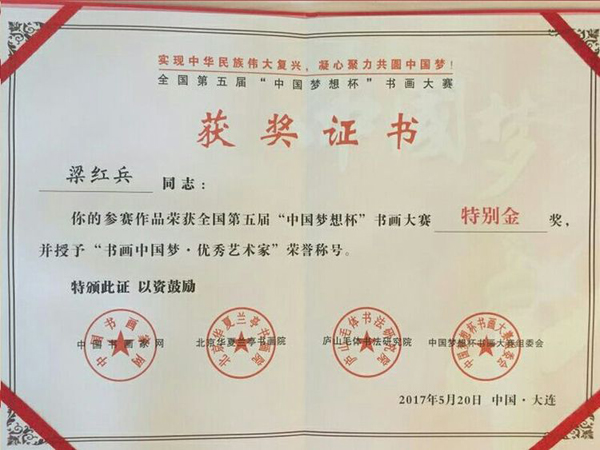 实现中华民族伟大复兴、凝心聚力共圆中国梦！
全国第五届“中国梦想杯”书画大赛
获奖证书
梁红兵 同志：
你的参赛作品荣获全国第五届“中国梦想杯”书画大赛 特别金 奖，
并授予“书画中国梦·优秀艺术家”荣誉称号。
特颁此证 以资鼓励
中国书画家网 北京华夏兰亭书画院 庐山毛体书法研究院 中国梦想杯书画大赛组委会
2017年5月20日 中国·大连